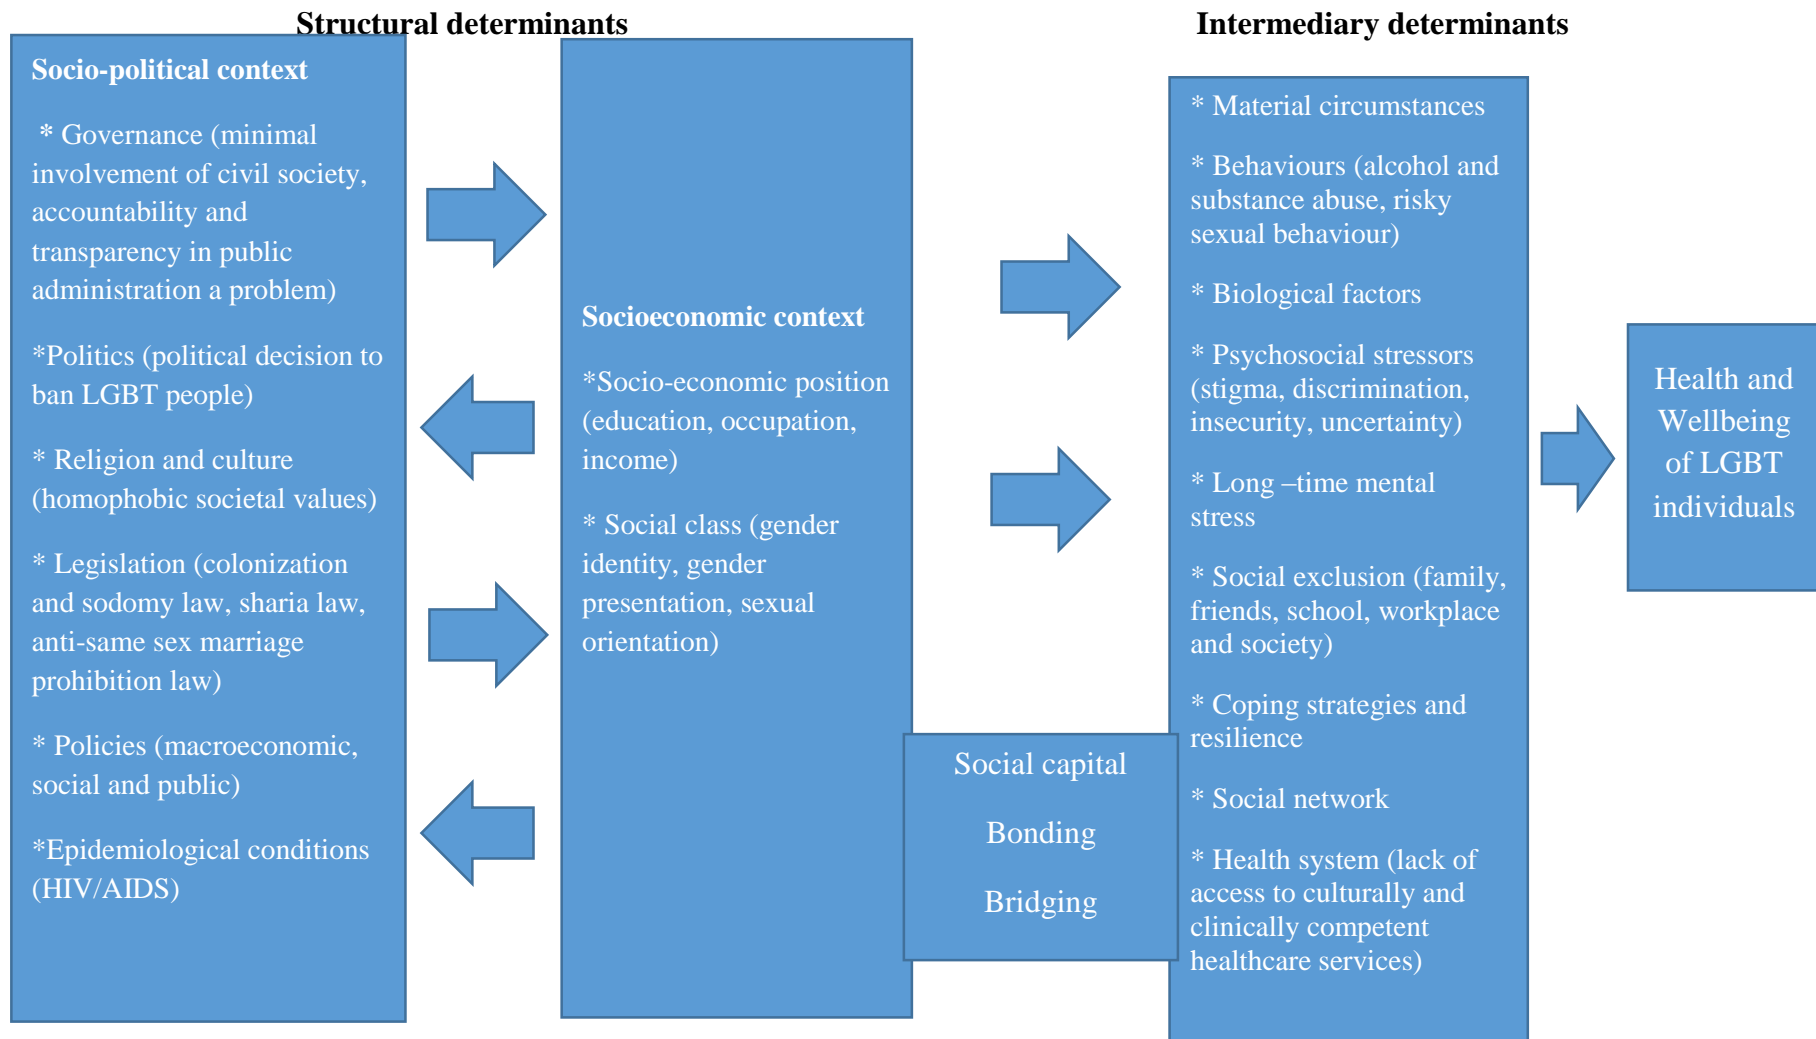 Structural determinants
Intermediary determinants
Socio-political context
* Governance (minimal
involvement of civil society,
accountability and
transparency in public
administration a problem)
*Politics (political decision to
ban LGBT people)
* Religion and culture
(homophobic societal values)
* Legislation (colonization
and sodomy law, sharia law,
anti-same sex marriage
prohibition law)
* Policies (macroeconomic,
social and public)
*Epidemiological conditions
(HIV/AIDS)
Socioeconomic context
*Socio-economic position
(education, occupation,
income)
* Social class (gender
identity, gender
presentation, sexual
orientation)
Social capital
Bonding
Bridging
* Material circumstances
* Behaviours (alcohol and
substance abuse, risky
sexual behaviour)
* Biological factors
* Psychosocial stressors
(stigma, discrimination,
insecurity, uncertainty)
* Long –time mental
stress
* Social exclusion (family,
friends, school, workplace
and society)
* Coping strategies and
resilience
* Social network
* Health system (lack of
access to culturally and
clinically competent
healthcare services)
Health and
Wellbeing
of LGBT
individuals